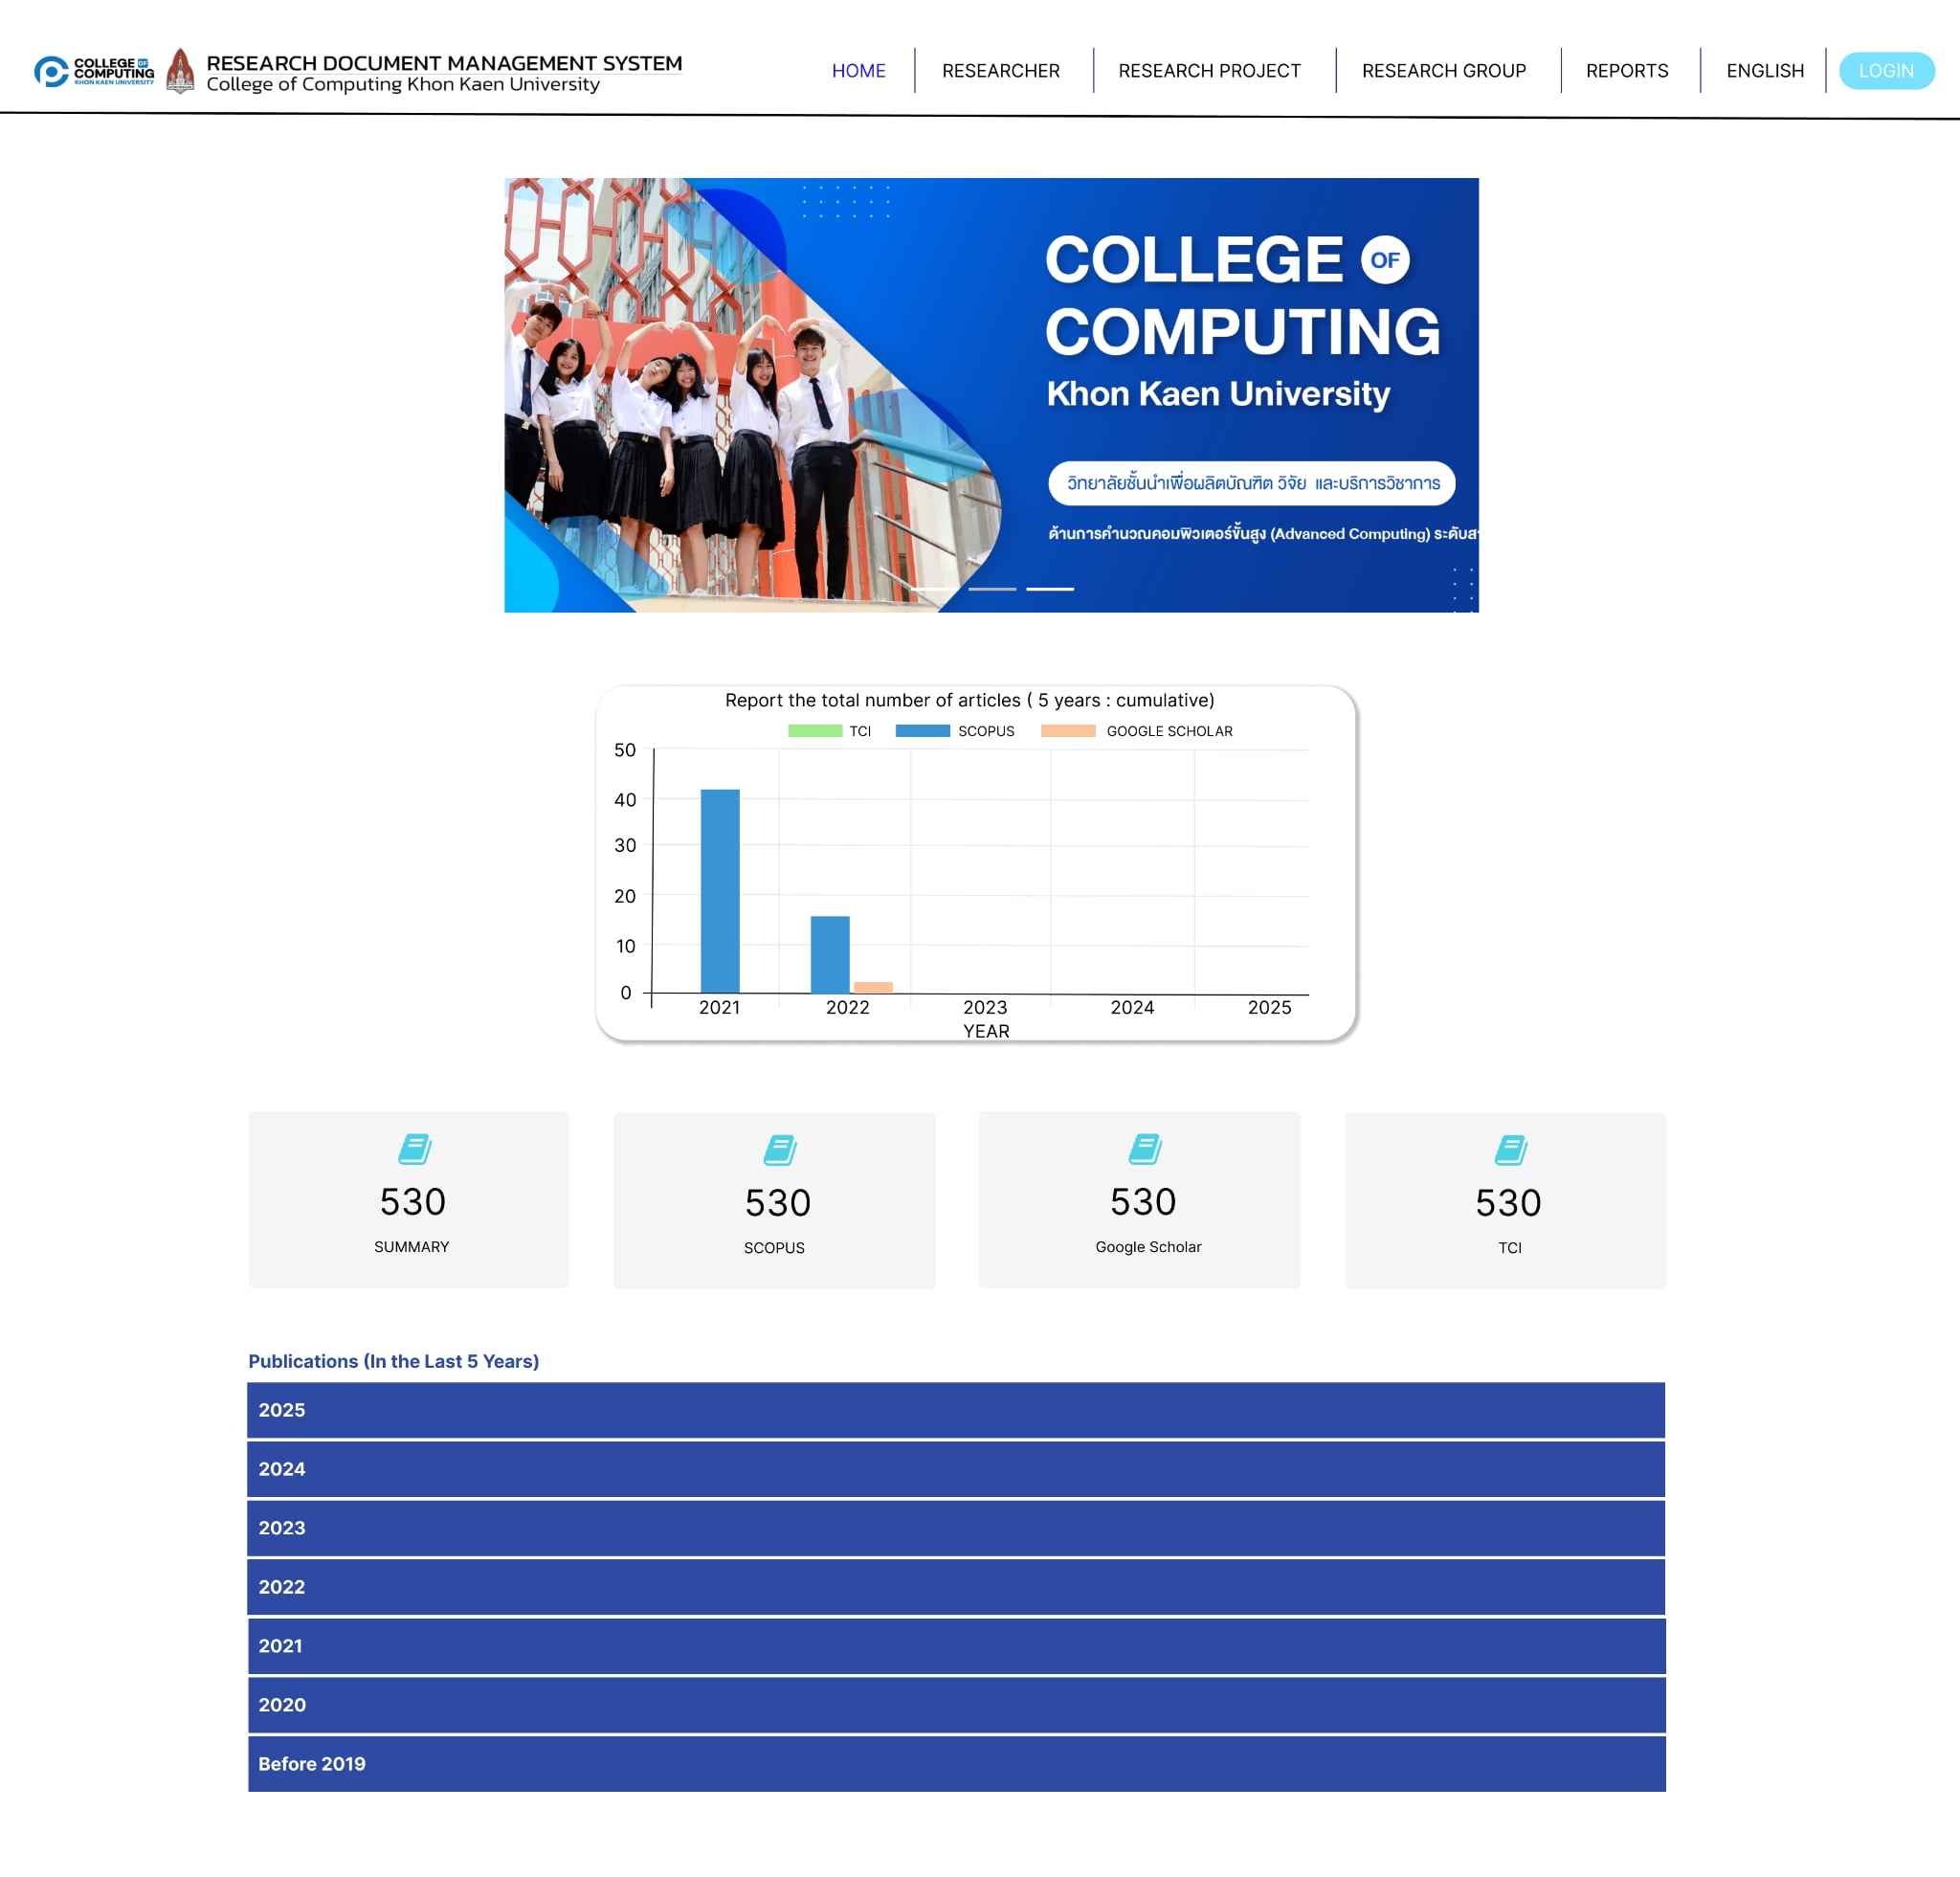 COLLEGE OF
COMPUTING
KHON KAEN UNIVERSITY
RESEARCH DOCUMENT MANAGEMENT SYSTEM
College of Computing Khon Kaen University
HOME
RESEARCHER
RESEARCH PROJECT
RESEARCH GROUP
REPORTS
ENGLISH
LOGIN
COLLEGE OF
COMPUTING
Khon Kaen University
วิทยาลัยชั้นนำเพื่อผลิตบัณฑิต วิจัย และบริการวิชาการ
ด้านการคำนวณคอมพิวเตอร์ขั้นสูง (Advanced Computing) ระดับส
Report the total number of articles ( 5 years : cumulative)
TCI
SCOPUS
GOOGLE SCHOLAR
50
40
30
20
10
0
2021
2022
2023
2024
2025
YEAR
530
SUMMARY
530
SCOPUS
530
Google Scholar
530
TCI
Publications (In the Last 5 Years)
2025
2024
2023
2022
2021
2020
Before 2019